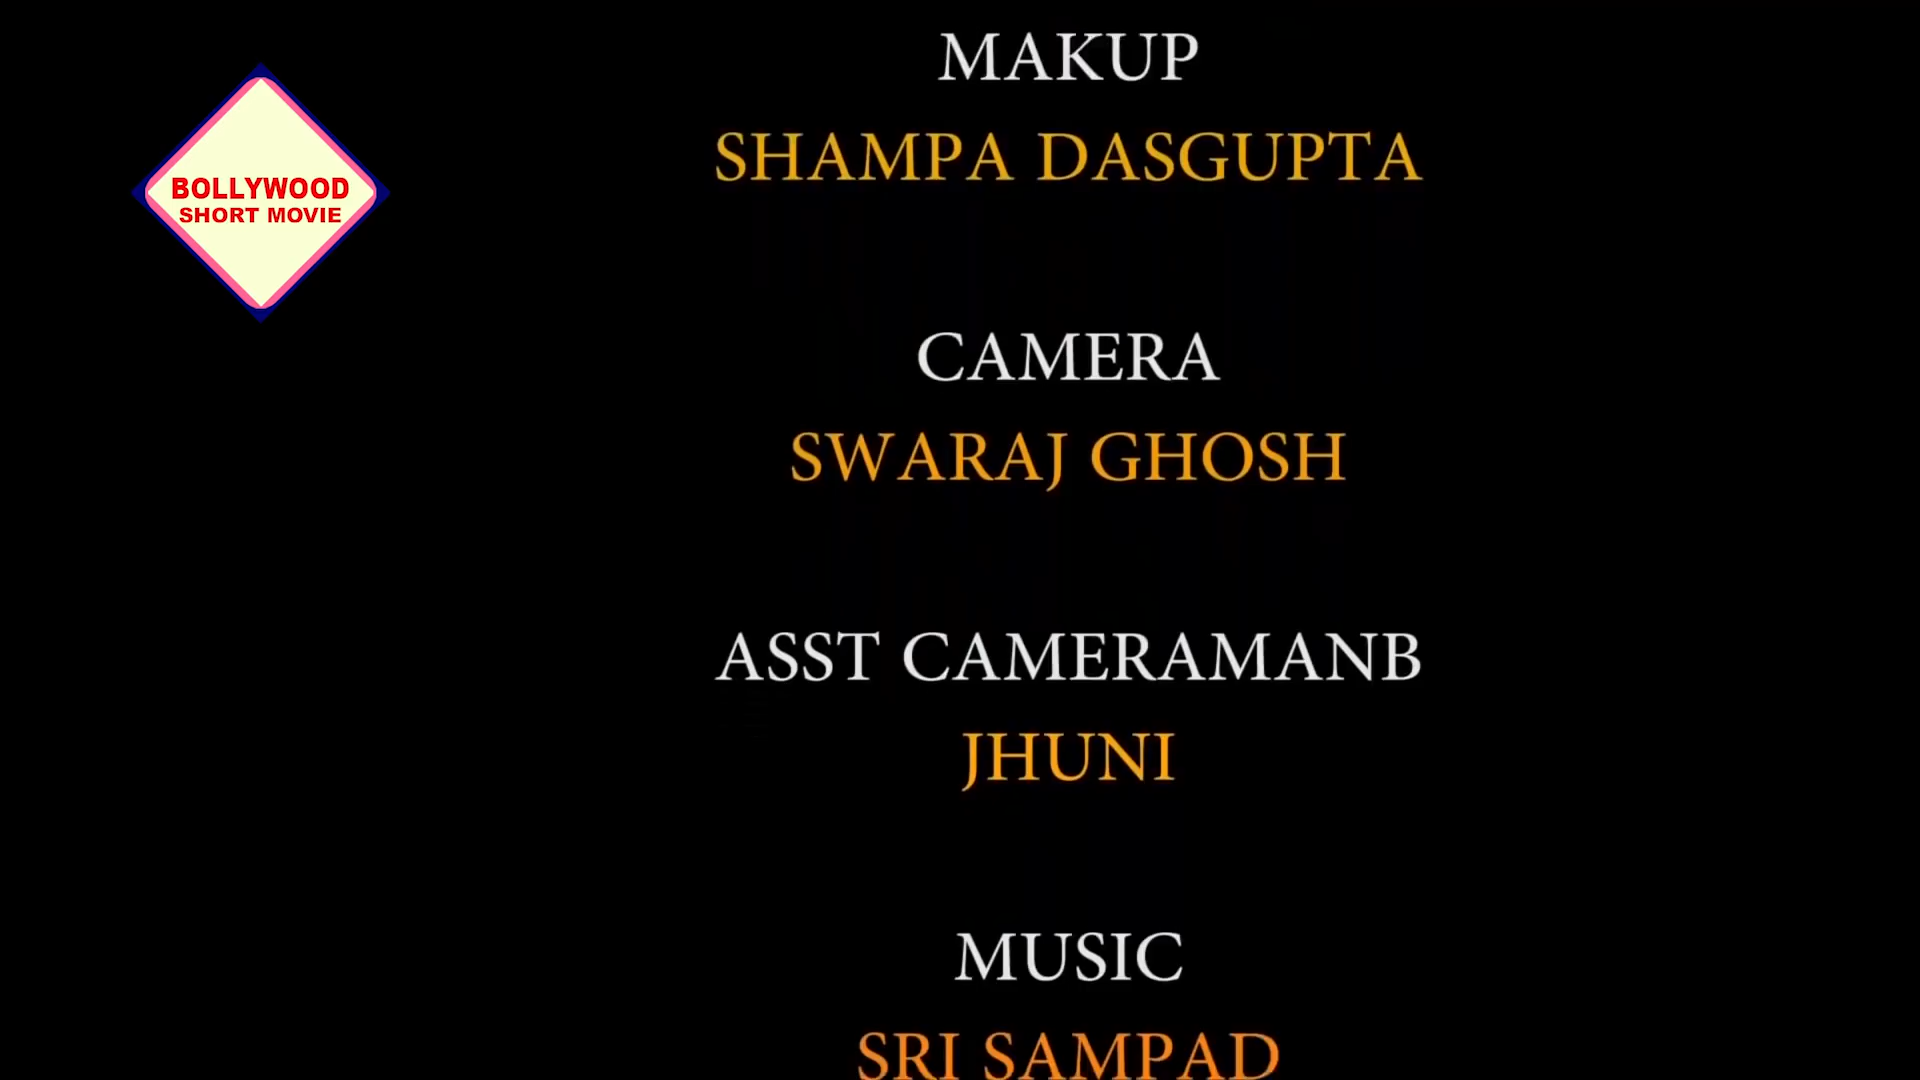 BOLLYWOOD
SHORT MOVIE
MAKUP
SHAMPA DASGUPTA
CAMERA
SWARAJ GHOSH
ASST CAMERAMANB
JHUNI
MUSIC
SRI SAMPAD